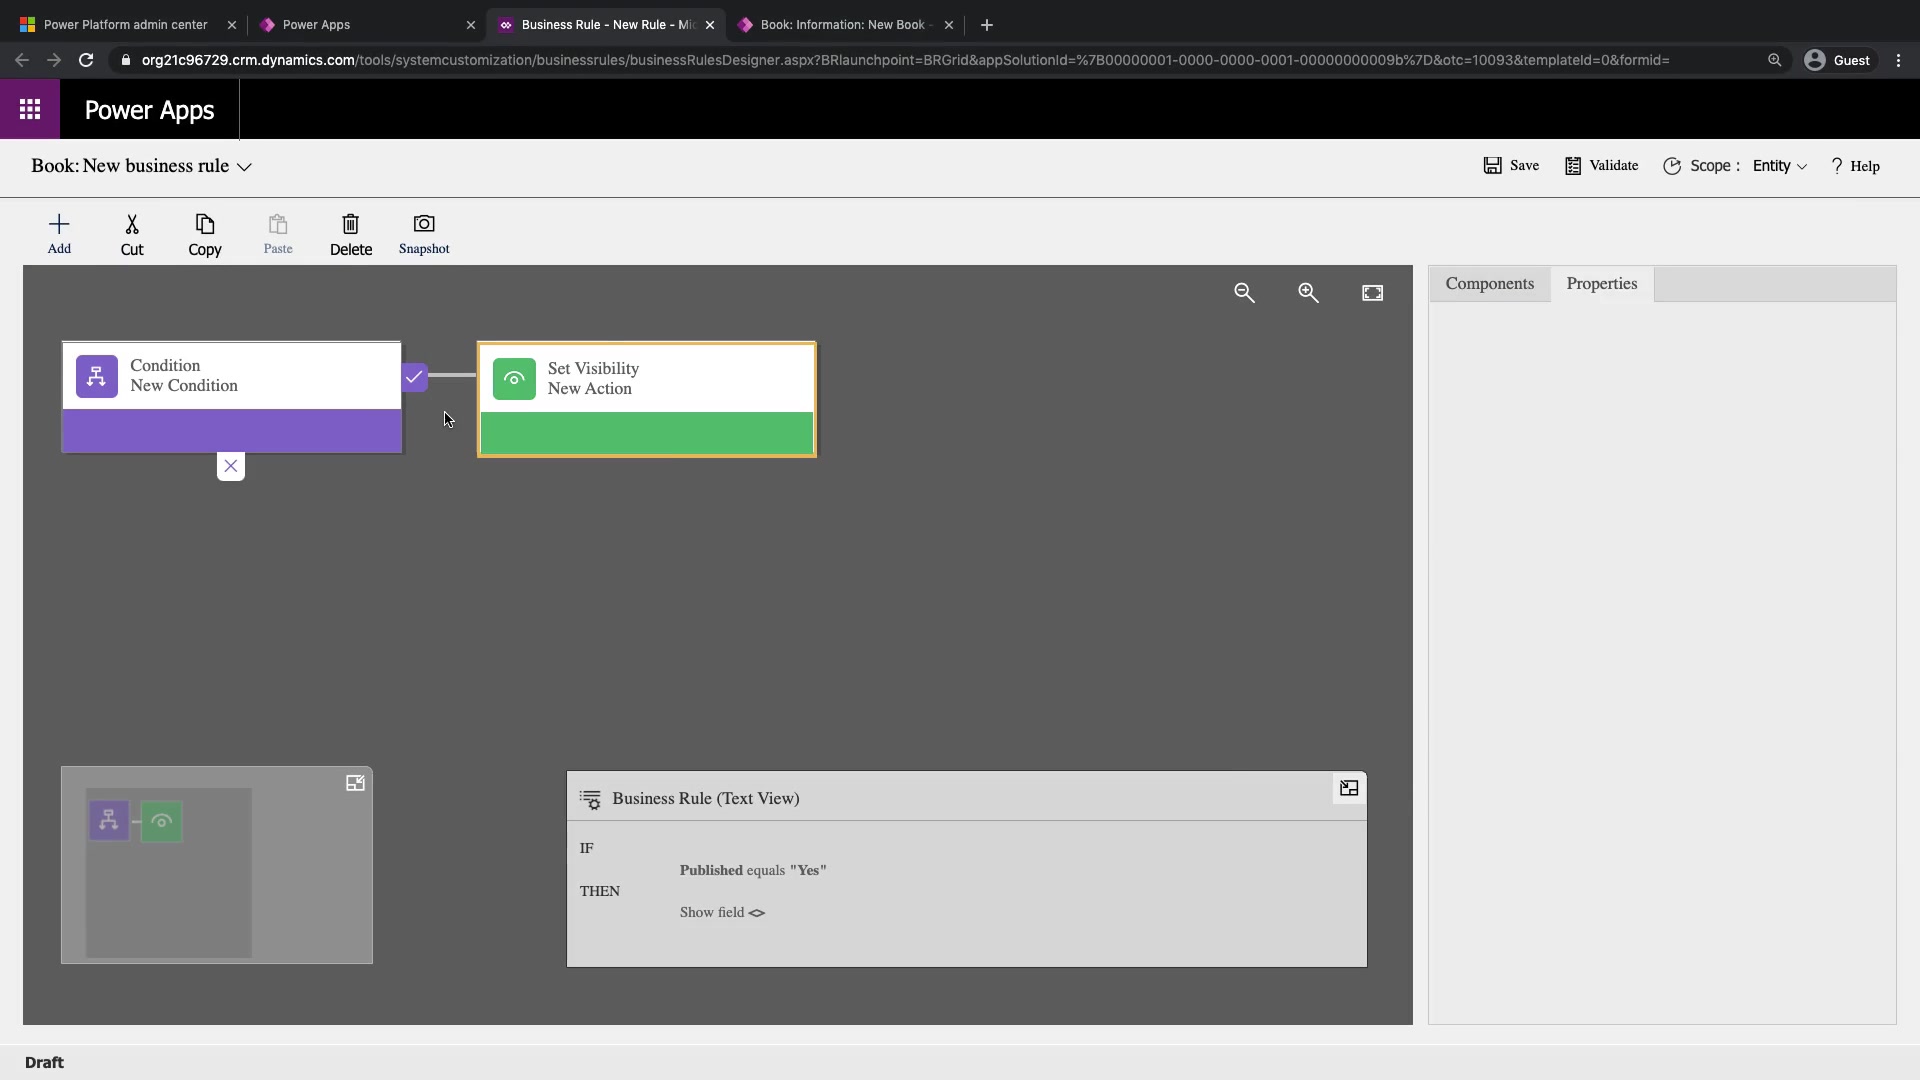 Power Platform admin center
Power Apps
Business Rule - New Rule - Mic
Book: Information: New Book -
org21c96729.crm.dynamics.com/tools/systemcustomization/businessrules/businessRulesDesigner.aspx?BRlaunchpoint=BRGrid&appSolutionId=%7B00000001-0000-0000-0001-00000000009b%7D&otc=10093&templateId=0&formid=
Guest
Power Apps
Book: New business rule
Save
Validate
Scope : Entity
? Help
Add
Cut
Copy
Paste
Delete
Snapshot
Components
Properties
Condition
New Condition
Set Visibility
New Action
Business Rule (Text View)
IF
Published equals "Yes"
THEN
Show field <>
Draft